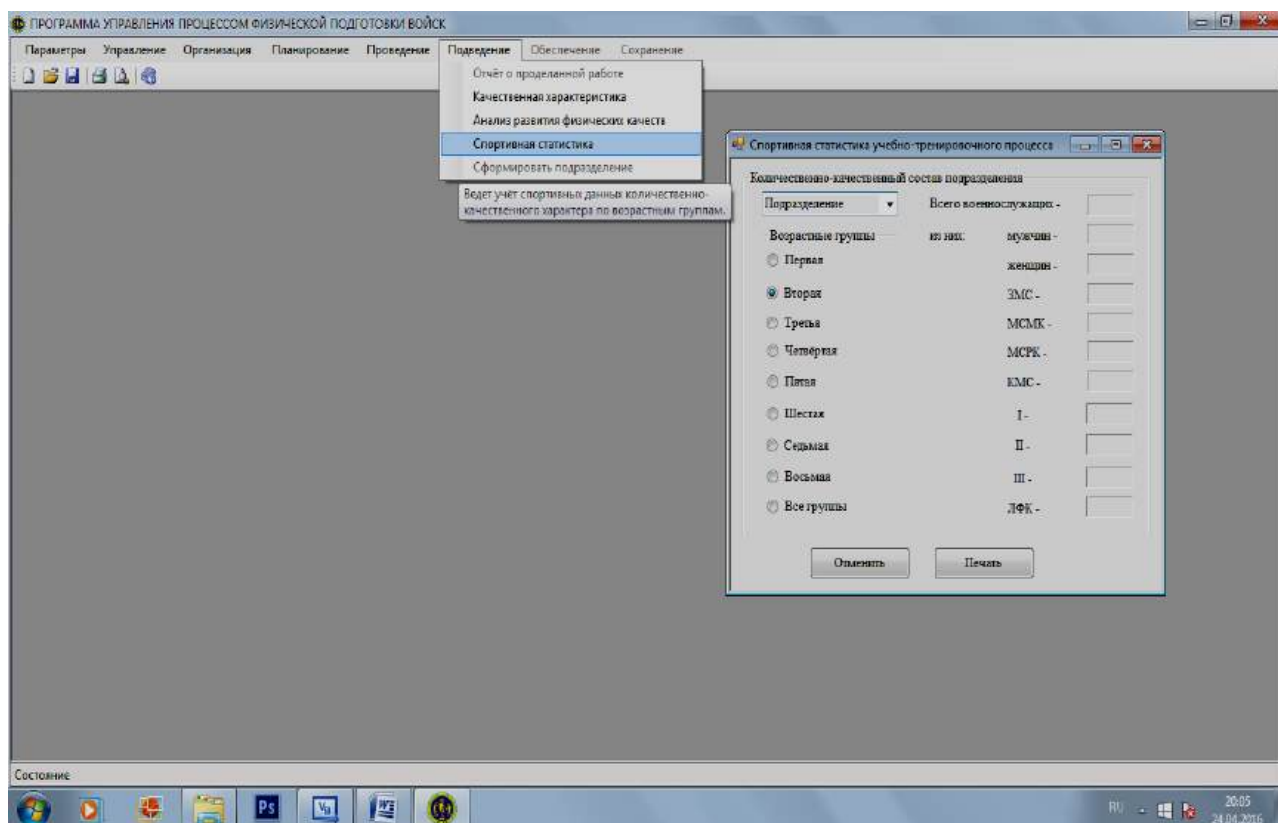 ПРОГРАММА УПРАВЛЕНИЯ ПРОЦЕССОМ ФИЗИЧЕСКОЙ ПОДГОТОВКИ ВОЙСК
Параметры Управление Организация Планирование Проведение Подведение Обеспечение Сохранение
Отчёт о проделанной работе
Качественная характеристика
Анализ развития физических качеств
Спортивная статистика
Сформировать подразделение
Ведет учёт спортивных данных количественно-
качественного характера по возрастным группам.
Спортивная статистика учебно-тренировочного процесса
Количественно-качественный состав подразделения
Подразделение Всего военнослужащих -
Возрастные группы из них: мужчин -
Первая женщин -
Вторая ЗМС -
Третья МСМК -
Четвёртая МСРК -
Пятая КМС -
Шестая I -
Седьмая II -
Восьмая III -
Все группы ЛФК -
Отменить Печать
Состояние
Ps
RU 20:05
24.04.2016